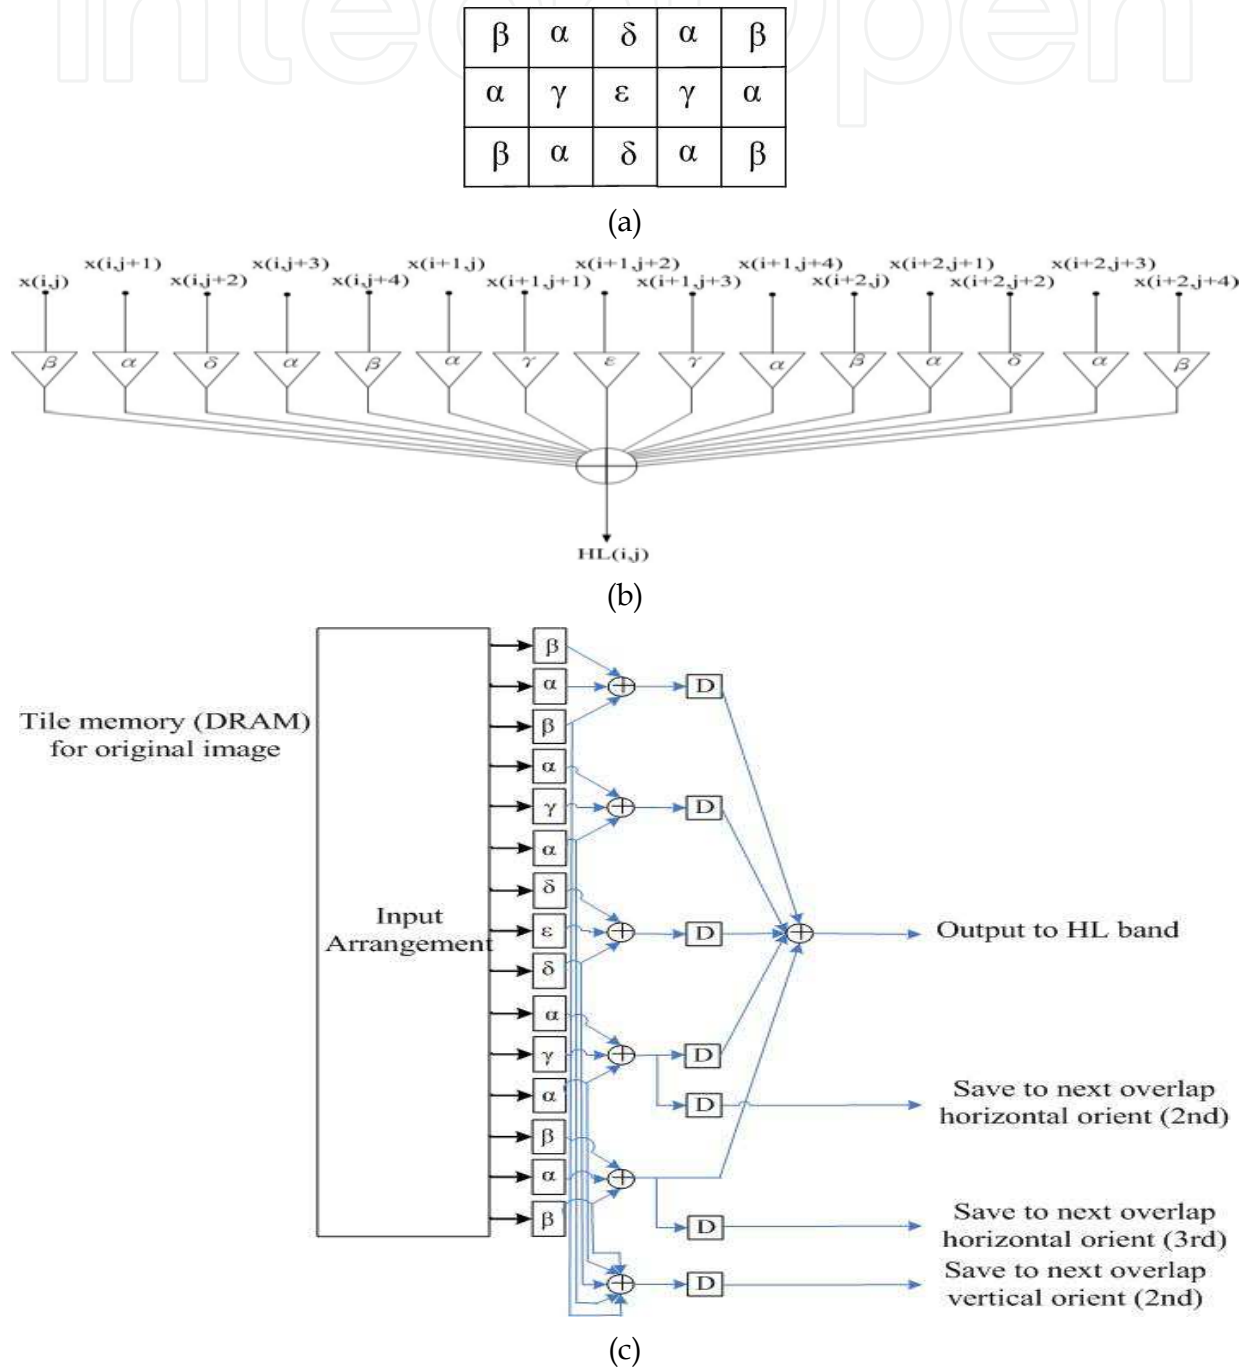 IntechOpen
β α δ α β
α γ ε γ α
β α δ α β
(a)
x(i,j) x(i,j+1) x(i,j+2) x(i,j+3) x(i,j+4) x(i+1,j) x(i+1,j+1) x(i+1,j+2) x(i+1,j+3) x(i+1,j+4) x(i+2,j) x(i+2,j+1) x(i+2,j+2) x(i+2,j+3) x(i+2,j+4)
β α δ α β α γ ε γ α β α δ α β
HL(i,j)
(b)
Tile memory (DRAM)
for original image
Input
Arrangement
β
α
β
α
γ
α
δ
ε
δ
α
γ
α
β
α
β
D
D
D
D
D
D
D
Output to HL band
Save to next overlap
horizontal orient (2nd)
Save to next overlap
horizontal orient (3rd)
Save to next overlap
vertical orient (2nd)
(c)